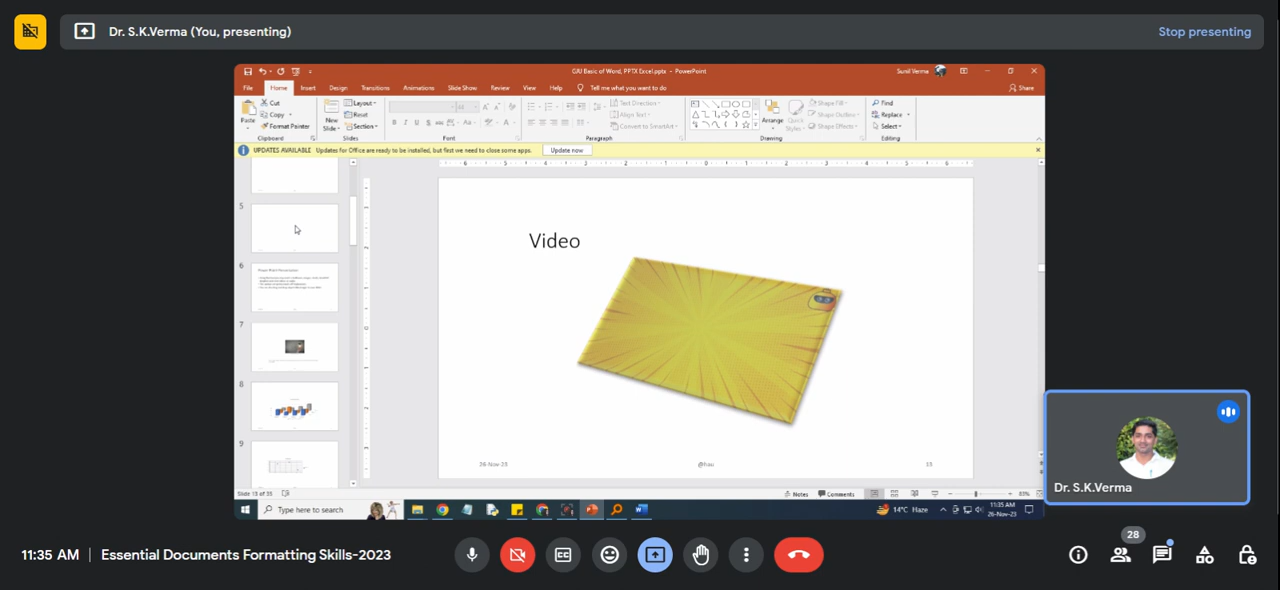 Dr. S.K.Verma (You, presenting)
Stop presenting
GJU Basic of Word, PPTX Excel.pptx - PowerPoint
Sunil Verma
File Home Insert Design Transitions Animations Slide Show Review View Help Tell me what you want to do
Share
Cut
Copy
Format Painter
Paste
Clipboard
New
Slide
Layout
Reset
Section
Slides
Font
Text Direction
Align Text
Convert to SmartArt
Paragraph
Arrange
Quick
Styles
Shape Fill
Shape Outline
Shape Effects
Drawing
Find
Replace
Select
Editing
UPDATES AVAILABLE Updates for Office are ready to be installed, but first we need to close some apps. Update now
5
6
7
8
9
Video
26-Nov-23
13
Slide 13 of 35
Notes
Comments
83%
Type here to search
14°C Haze
11:35 AM
26-Nov-23
Dr. S.K.Verma
28
11:35 AM | Essential Documents Formatting Skills-2023